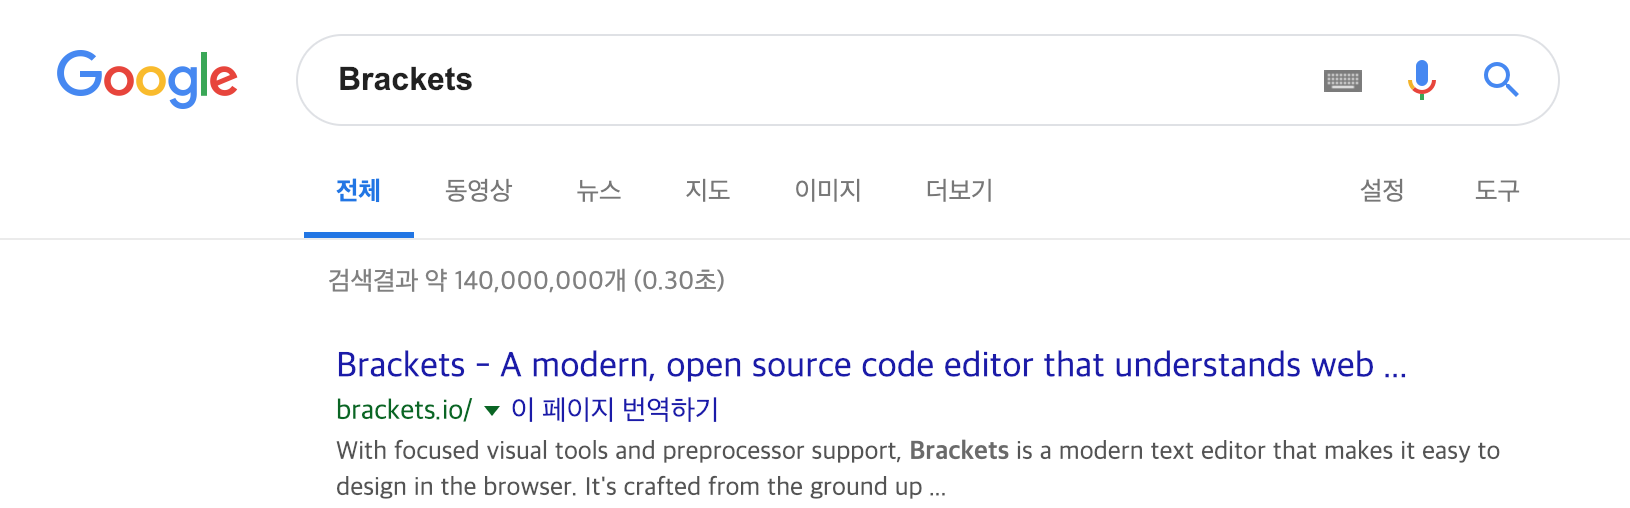 Google
Brackets
전체 동영상 뉴스 지도 이미지 더보기 설정 도구
검색결과 약 140,000,000개 (0.30초)
Brackets - A modern, open source code editor that understands web ...
brackets.io/ ▼ 이 페이지 번역하기
With focused visual tools and preprocessor support, Brackets is a modern text editor that makes it easy to
design in the browser. It's crafted from the ground up ...